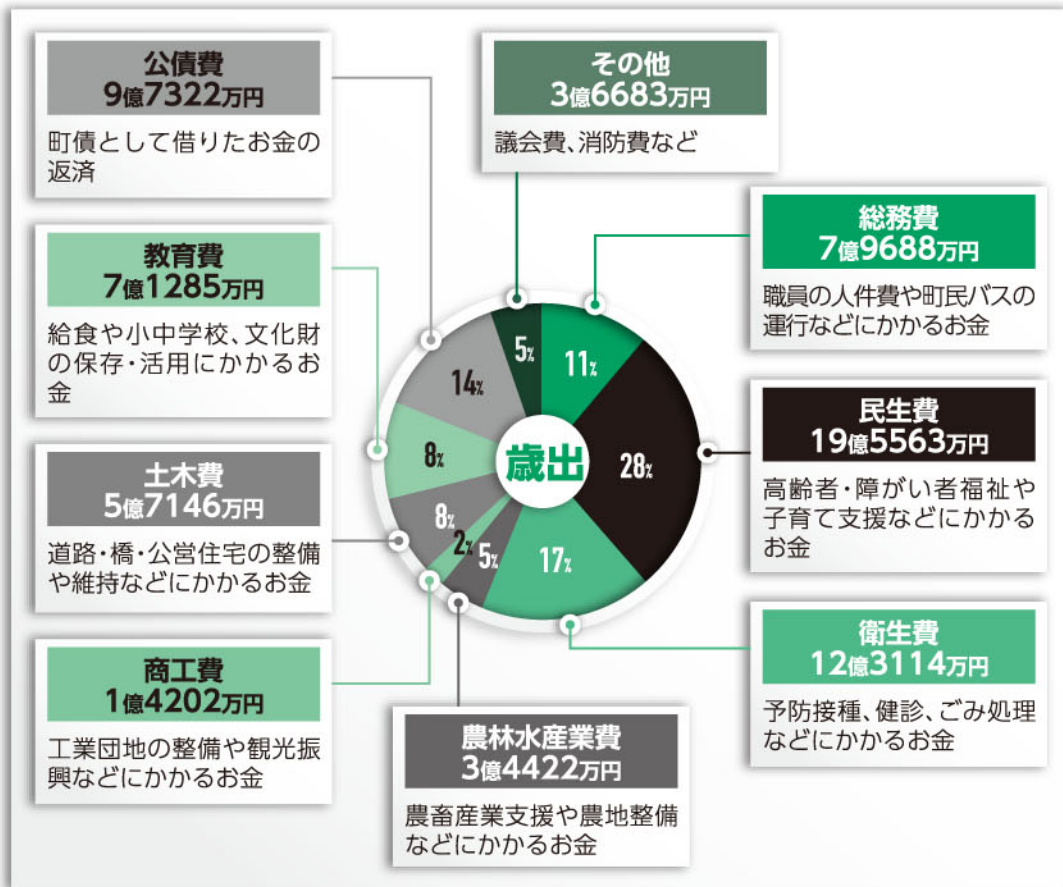 公債費
9億7322万円
町債として借りたお金の
返済
その他
3億6683万円
議会費、消防費など
総務費
7億9688万円
職員の人件費や町民バスの
運行などにかかるお金
教育費
7億1285万円
給食や小中学校、文化財
の保存・活用にかかるお
金
民生費
19億5563万円
高齢者・障がい者福祉や
子育て支援などにかかる
お金
土木費
5億7146万円
道路・橋・公営住宅の整備
や維持などにかかるお金
衛生費
12億3114万円
予防接種、健診、ごみ処理
などにかかるお金
商工費
1億4202万円
工業団地の整備や観光振
興などにかかるお金
農林水産業費
3億4422万円
農畜産業支援や農地整備
などにかかるお金
歳出
11%
28%
17%
5%
2%
8%
8%
14%
5%